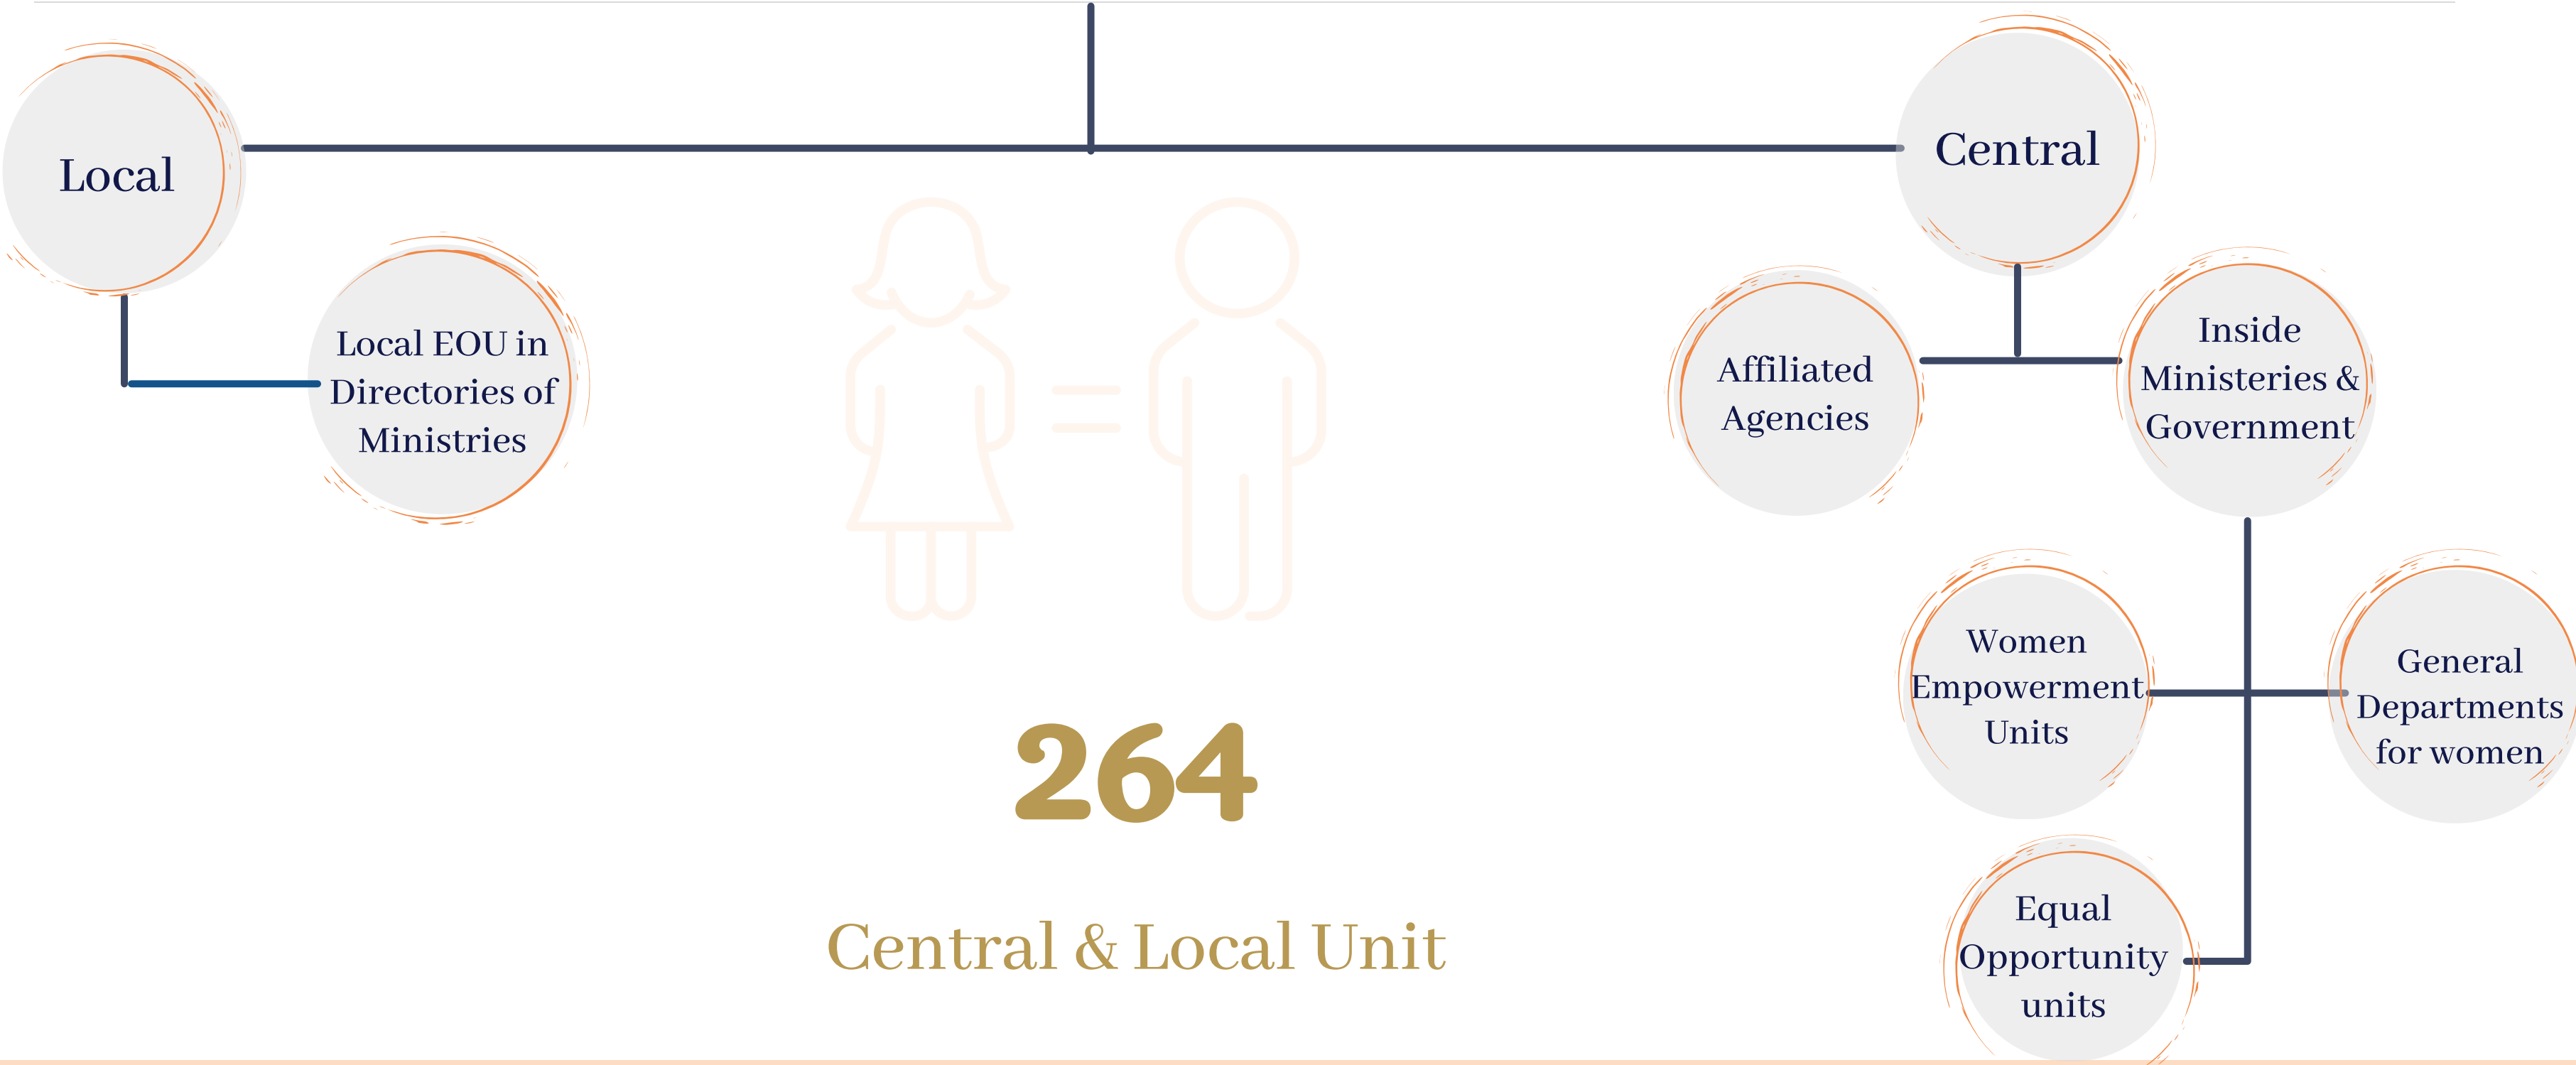 Local
Central
Local EOU in
Directories of
Ministries
Affiliated
Agencies
Inside
Ministeries &
Government
Women
Empowerment
Units
General
Departments
for women
264
Central & Local Unit
Equal
Opportunity
units